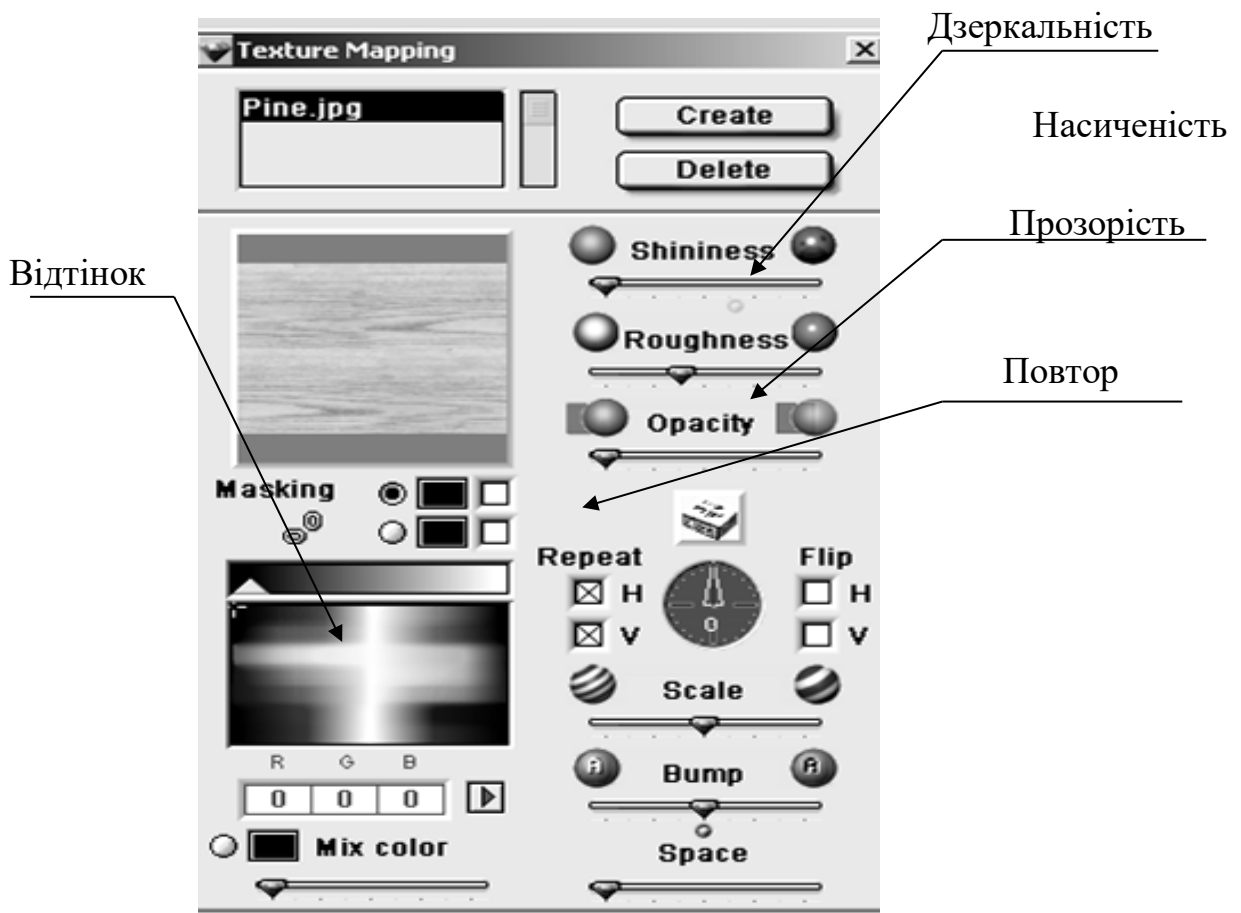 Дзеркальність
Texture Mapping
Pine.jpg
Create
Насиченість
Delete
Прозорість
Shininess
Відтінок
Roughness
Повтор
Opacity
Masking
Repeat
Flip
H
H
0
V
V
Scale
R G B
Bump
0 0 0
Mix color
Space